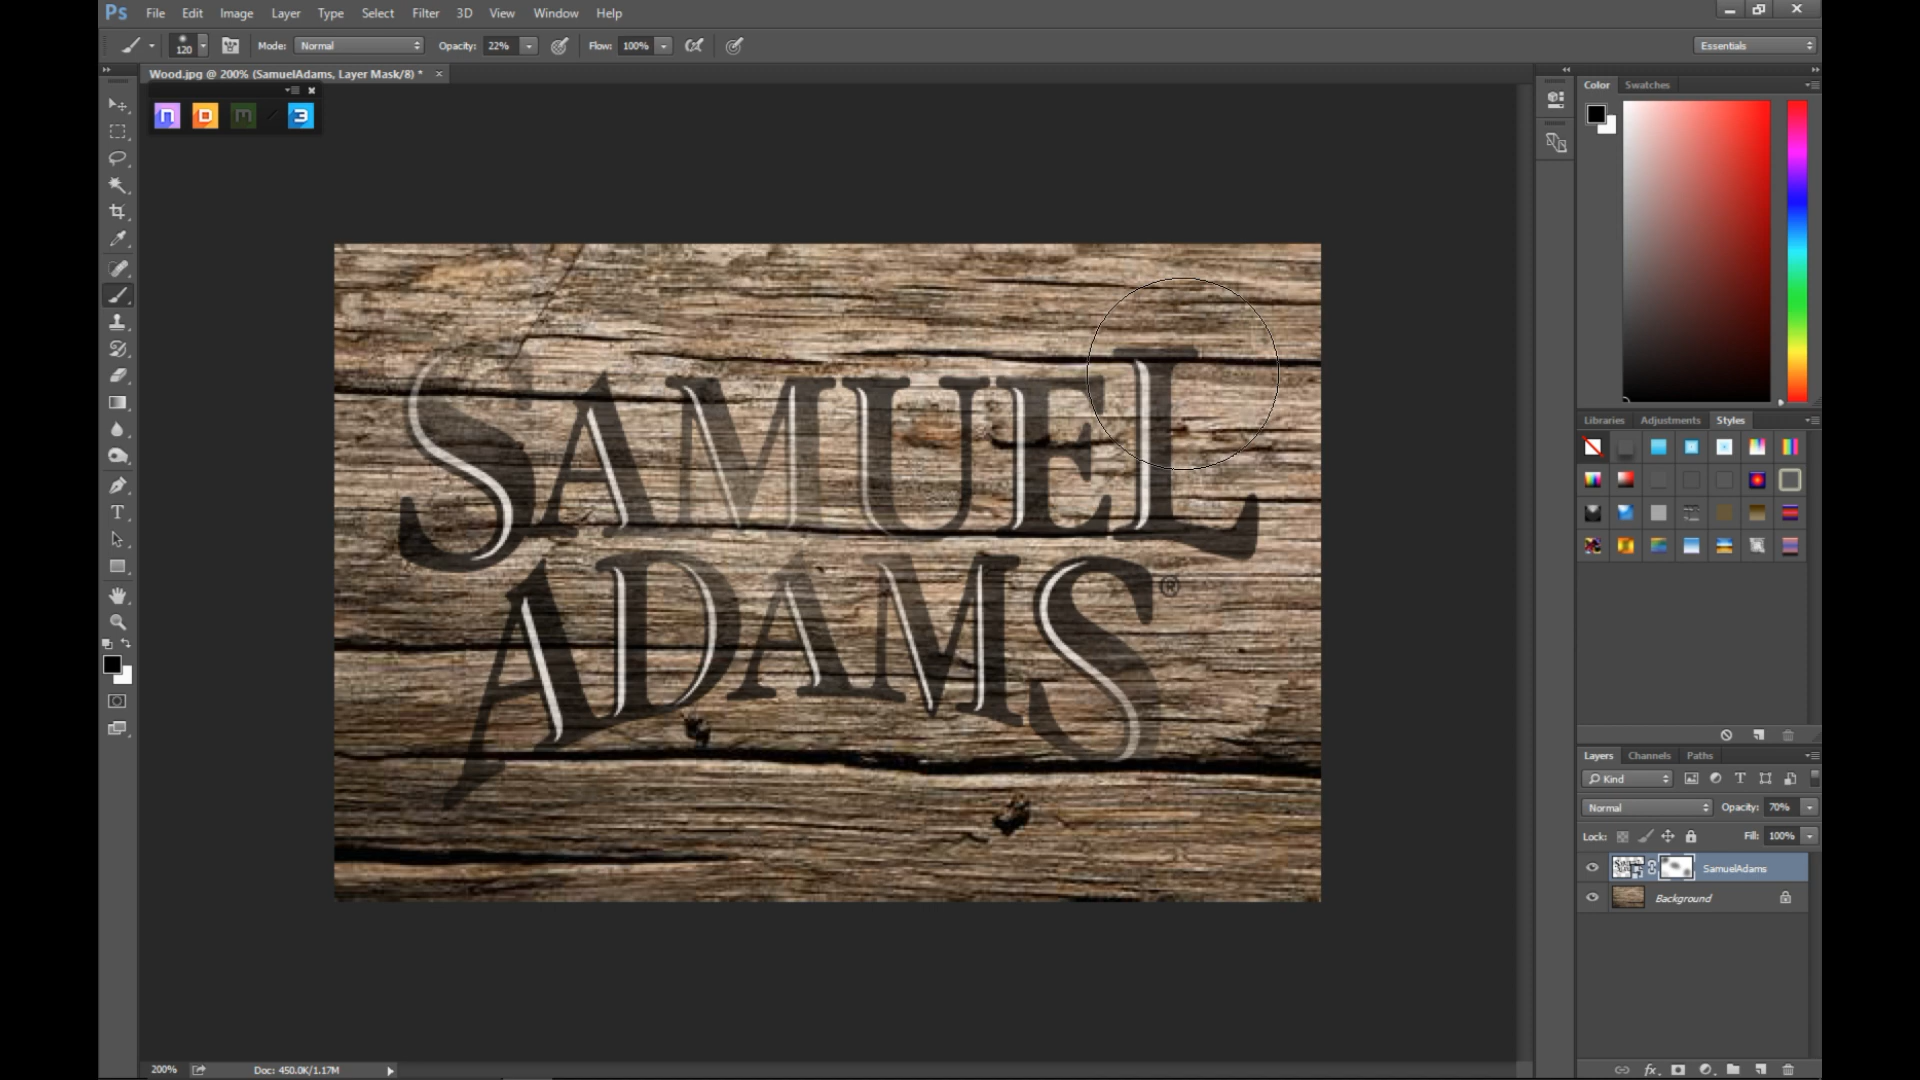 Ps File Edit Image Layer Type Select Filter 3D View Window Help
120 Mode: Normal Opacity: 22% Flow: 100% Essentials
Wood.jpg @ 200% (SamuelAdams, Layer Mask/8) * ×
n D m 3
Color Swatches
SAMUEL
ADAMS®
Libraries Adjustments Styles
Layers Channels Paths
Kind
Normal Opacity: 70%
Lock: Fill: 100%
SamuelAdams
Background
200% Doc: 450.0K/1.17M
fx